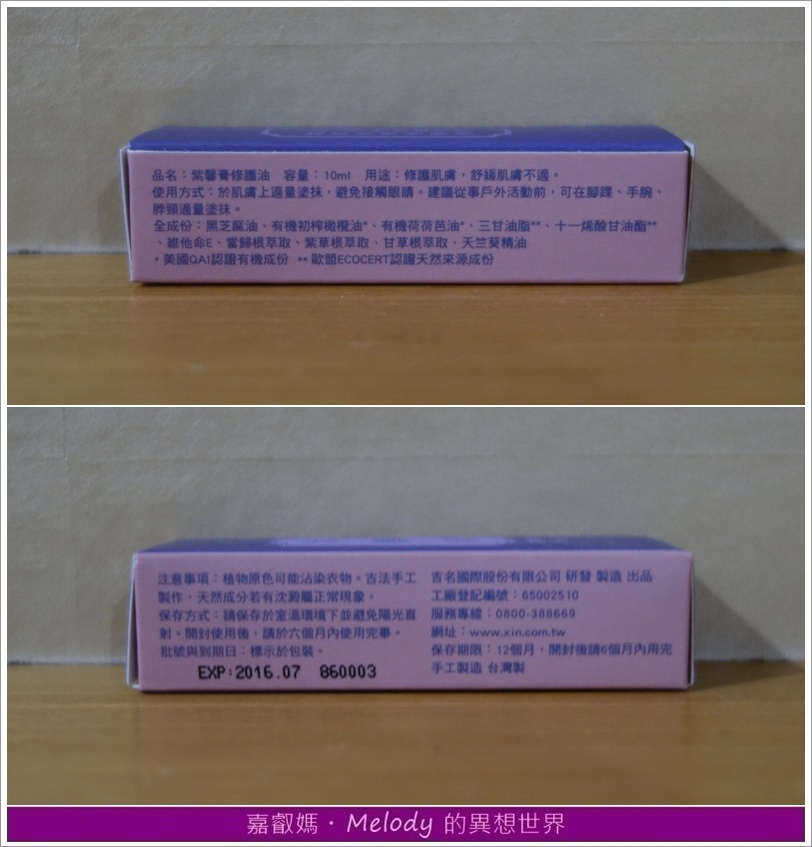 品名：紫馨膏修護油　容量：10ml　用途：修護肌膚，舒緩肌膚不適。
使用方式：於肌膚上適量塗抹，避免接觸眼睛。建議從事戶外活動前，可在腳踝、手腕、
脖頸適量塗抹。
全成份：黑芝麻油、有機初榨橄欖油*、有機荷荷芭油*、三甘油脂**、十一烯酸甘油酯**
、維他命E、當歸根萃取、紫草根萃取、甘草根萃取、天竺葵精油
* 美國QAI認證有機成份　** 歐盟ECOCERT認證天然來源成份
注意事項：植物原色可能沾染衣物。古法手工
製作，天然成分若有沈澱屬正常現象。
保存方式：請保存於室溫環境下並避免陽光直
射。開封使用後，請於六個月內使用完畢。
批號與到期日：標示於包裝。
EXP:2016.07　860003
吉名國際股份有限公司 研發 製造 出品
工廠登記編號：65002510
服務專線：0800-388669
網址：www.xin.com.tw
保存期限：12個月，開封後請6個月內用完
手工製造 台灣製
嘉叡媽・Melody 的異想世界